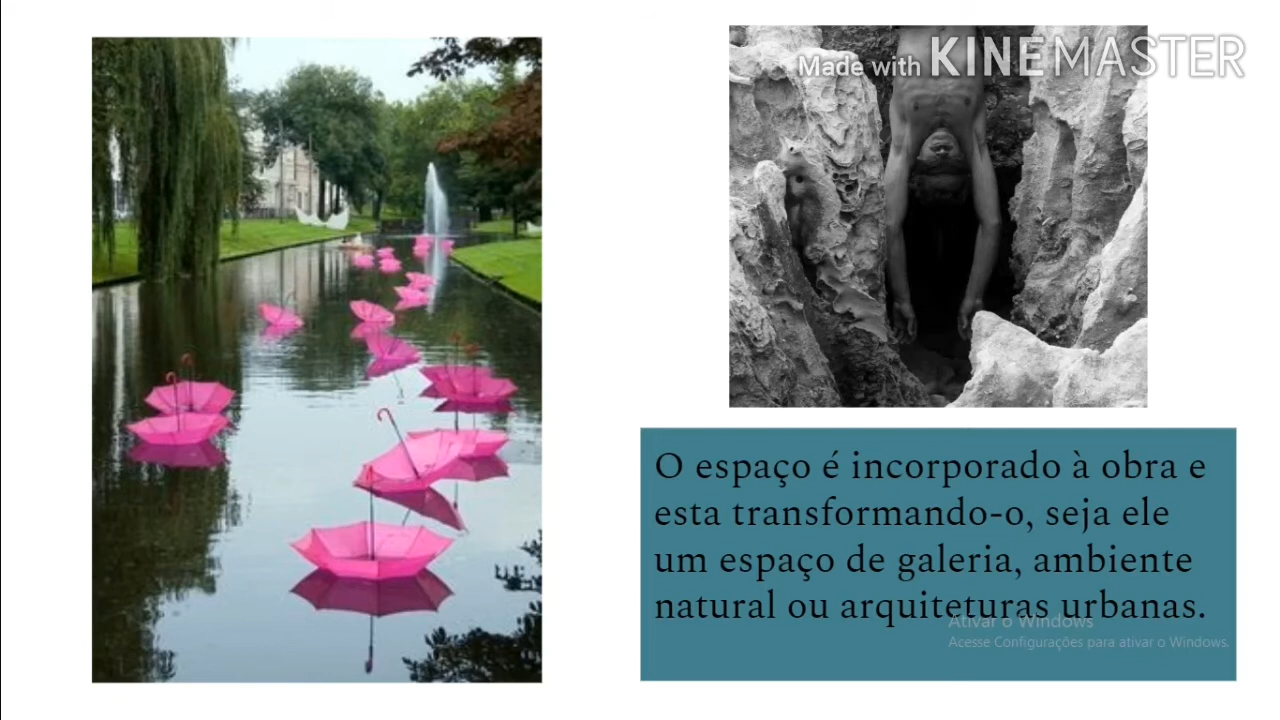 Made with KINEMASTER
O espaço é incorporado à obra e
esta transformando-o, seja ele
um espaço de galeria, ambiente
natural ou arquiteturas urbanas.
Ativar o Windows
Acesse Configurações para ativar o Windows.